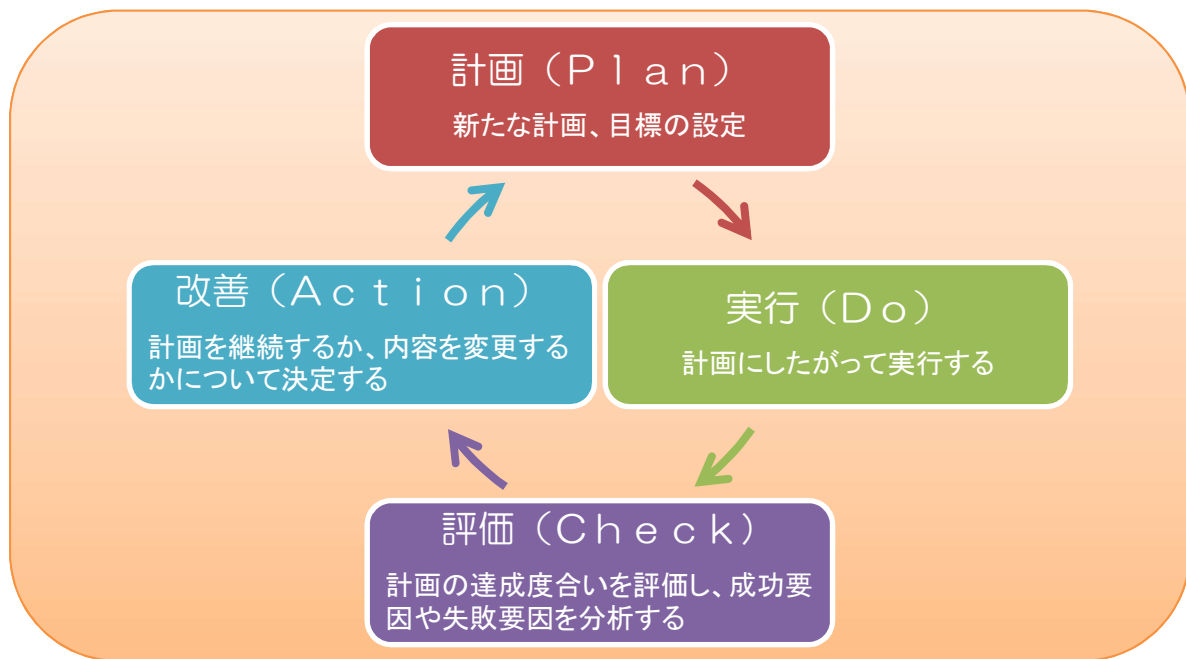 計画（Ｐｌａｎ）
新たな計画、目標の設定
改善（Ａｃｔｉｏｎ）
計画を継続するか、内容を変更する
かについて決定する
実行（Ｄｏ）
計画にしたがって実行する
評価（Ｃｈｅｃｋ）
計画の達成度合いを評価し、成功要
因や失敗要因を分析する